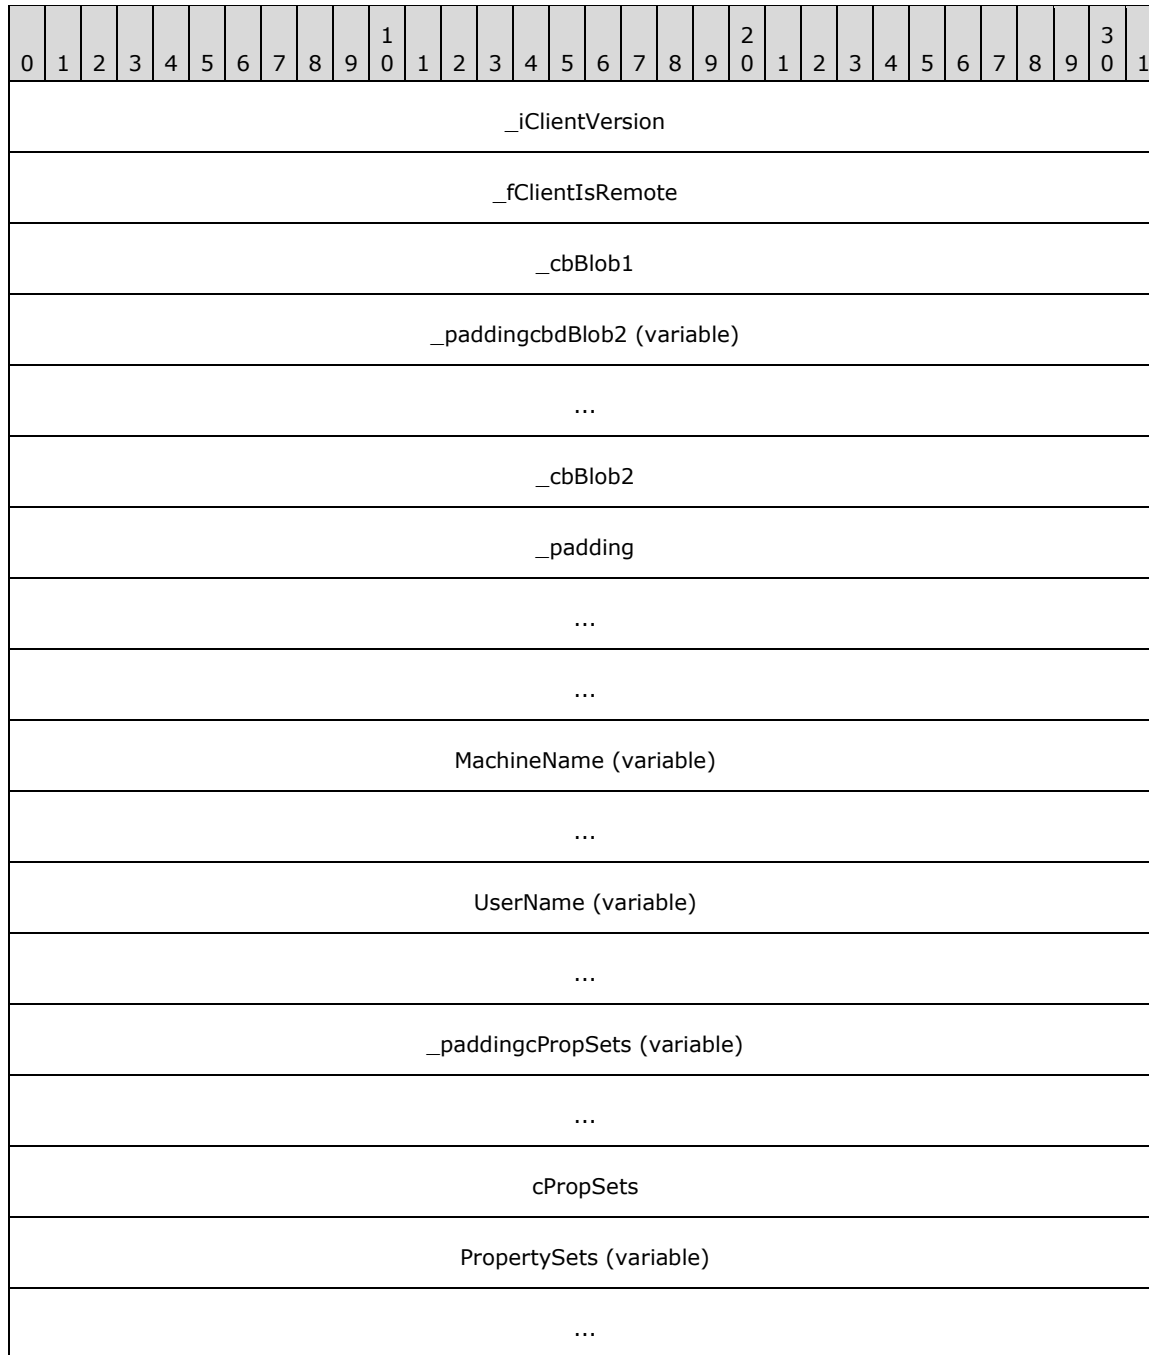 1 2 3
0 1 2 3 4 5 6 7 8 9 0 1 2 3 4 5 6 7 8 9 0 1 2 3 4 5 6 7 8 9 0 1
_iClientVersion
_fClientIsRemote
_cbBlob1
_paddingcbdBlob2 (variable)
...
_cbBlob2
_padding
...
...
MachineName (variable)
...
UserName (variable)
...
_paddingcPropSets (variable)
...
cPropSets
PropertySets (variable)
...